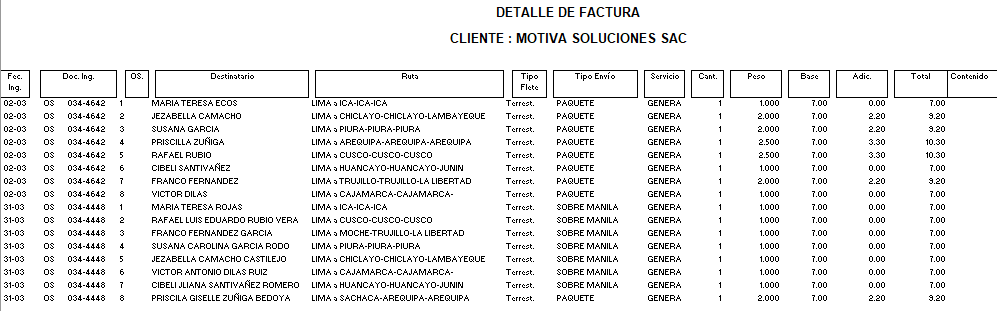 DETALLE DE FACTURA
CLIENTE : MOTIVA SOLUCIONES SAC
Fec. Ing. Doc. Ing. OS. Destinatario Ruta Tipo Flete Tipo Envío Servicio Cant. Peso Base Adic. Total Contenido
02-03 OS 034-4642 1 MARIA TERESA ECOS LIMA a ICA-ICA-ICA Terrest. PAQUETE GENERA 1 1.000 7.00 0.00 7.00
02-03 OS 034-4642 2 JEZABELLA CAMACHO LIMA a CHICLAYO-CHICLAYO-LAMBAYEQUE Terrest. PAQUETE GENERA 1 2.000 7.00 2.20 9.20
02-03 OS 034-4642 3 SUSANA GARCIA LIMA a PIURA-PIURA-PIURA Terrest. PAQUETE GENERA 1 2.000 7.00 2.20 9.20
02-03 OS 034-4642 4 PRISCILLA ZUÑIGA LIMA a AREQUIPA-AREQUIPA-AREQUIPA Terrest. PAQUETE GENERA 1 2.500 7.00 3.30 10.30
02-03 OS 034-4642 5 RAFAEL RUBIO LIMA a CUSCO-CUSCO-CUSCO Terrest. PAQUETE GENERA 1 2.500 7.00 3.30 10.30
02-03 OS 034-4642 6 CIBELI SANTIVAÑEZ LIMA a HUANCAYO-HUANCAYO-JUNIN Terrest. PAQUETE GENERA 1 1.000 7.00 0.00 7.00
02-03 OS 034-4642 7 FRANCO FERNANDEZ LIMA a TRUJILLO-TRUJILLO-LA LIBERTAD Terrest. PAQUETE GENERA 1 2.000 7.00 2.20 9.20
02-03 OS 034-4642 8 VICTOR DILAS LIMA a CAJAMARCA-CAJAMARCA- Terrest. PAQUETE GENERA 1 1.000 7.00 0.00 7.00
31-03 OS 034-4448 1 MARIA TERESA ROJAS LIMA a ICA-ICA-ICA Terrest. SOBRE MANILA GENERA 1 1.000 7.00 0.00 7.00
31-03 OS 034-4448 2 RAFAEL LUIS EDUARDO RUBIO VERA LIMA a CUSCO-CUSCO-CUSCO Terrest. SOBRE MANILA GENERA 1 1.000 7.00 0.00 7.00
31-03 OS 034-4448 3 FRANCO FERNANDEZ GARCIA LIMA a MOCHE-TRUJILLO-LA LIBERTAD Terrest. SOBRE MANILA GENERA 1 1.000 7.00 0.00 7.00
31-03 OS 034-4448 4 SUSANA CAROLINA GARCIA RODO LIMA a PIURA-PIURA-PIURA Terrest. SOBRE MANILA GENERA 1 1.000 7.00 0.00 7.00
31-03 OS 034-4448 5 JEZABELLA CAMACHO CASTILEJO LIMA a CHICLAYO-CHICLAYO-LAMBAYEQUE Terrest. SOBRE MANILA GENERA 1 1.000 7.00 0.00 7.00
31-03 OS 034-4448 6 VICTOR ANTONIO DILAS RUIZ LIMA a CAJAMARCA-CAJAMARCA- Terrest. SOBRE MANILA GENERA 1 1.000 7.00 0.00 7.00
31-03 OS 034-4448 7 CIBELI JLIANA SANTIVAÑEZ ROMERO LIMA a HUANCAYO-HUANCAYO-JUNIN Terrest. SOBRE MANILA GENERA 1 1.000 7.00 0.00 7.00
31-03 OS 034-4448 8 PRISCILA GISELLE ZUÑIGA BEDOYA LIMA a SACHACA-AREQUIPA-AREQUIPA Terrest. PAQUETE GENERA 1 2.000 7.00 2.20 9.20